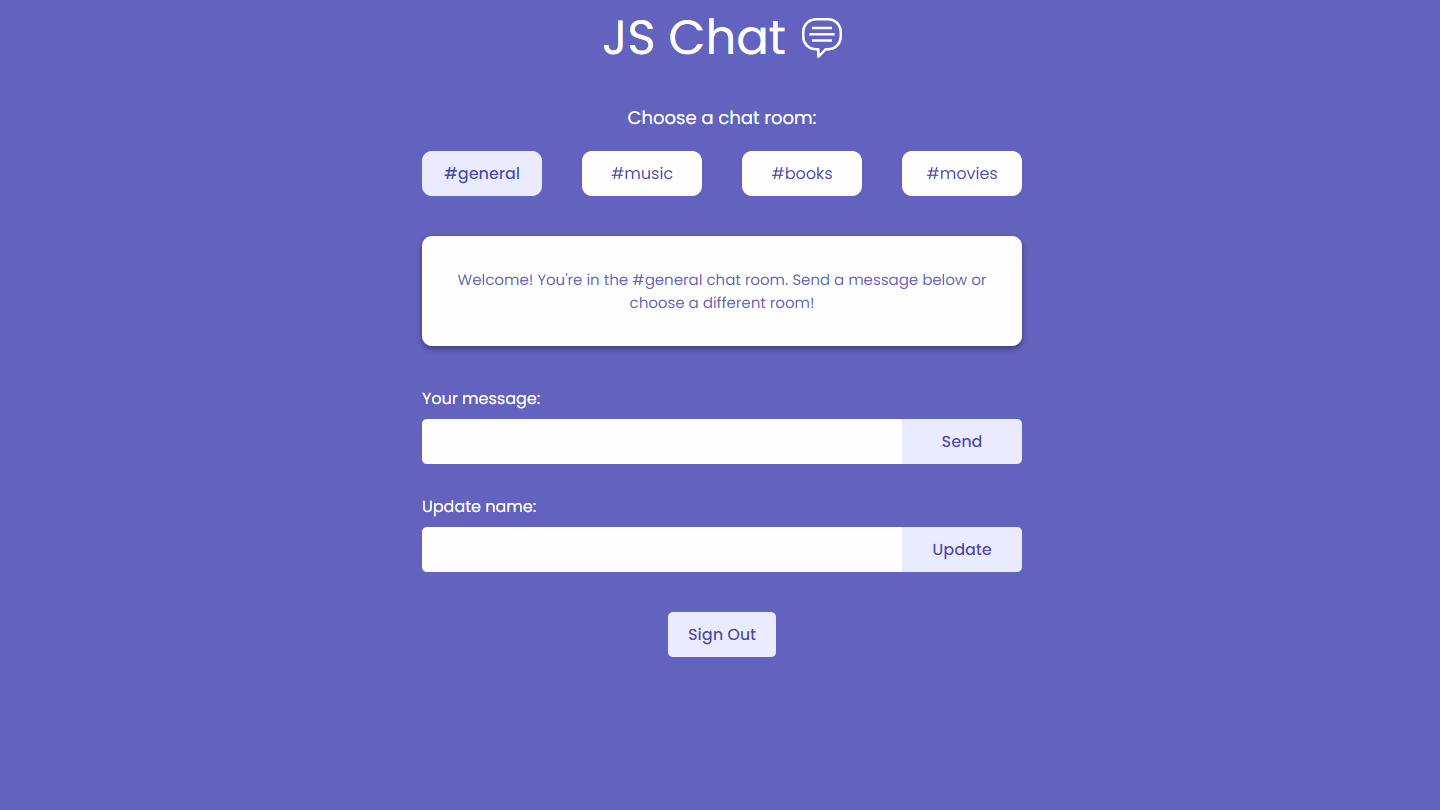 JS Chat
Choose a chat room:
#general #music #books #movies
Welcome! You're in the #general chat room. Send a message below or
choose a different room!
Your message:
Send
Update name:
Update
Sign Out